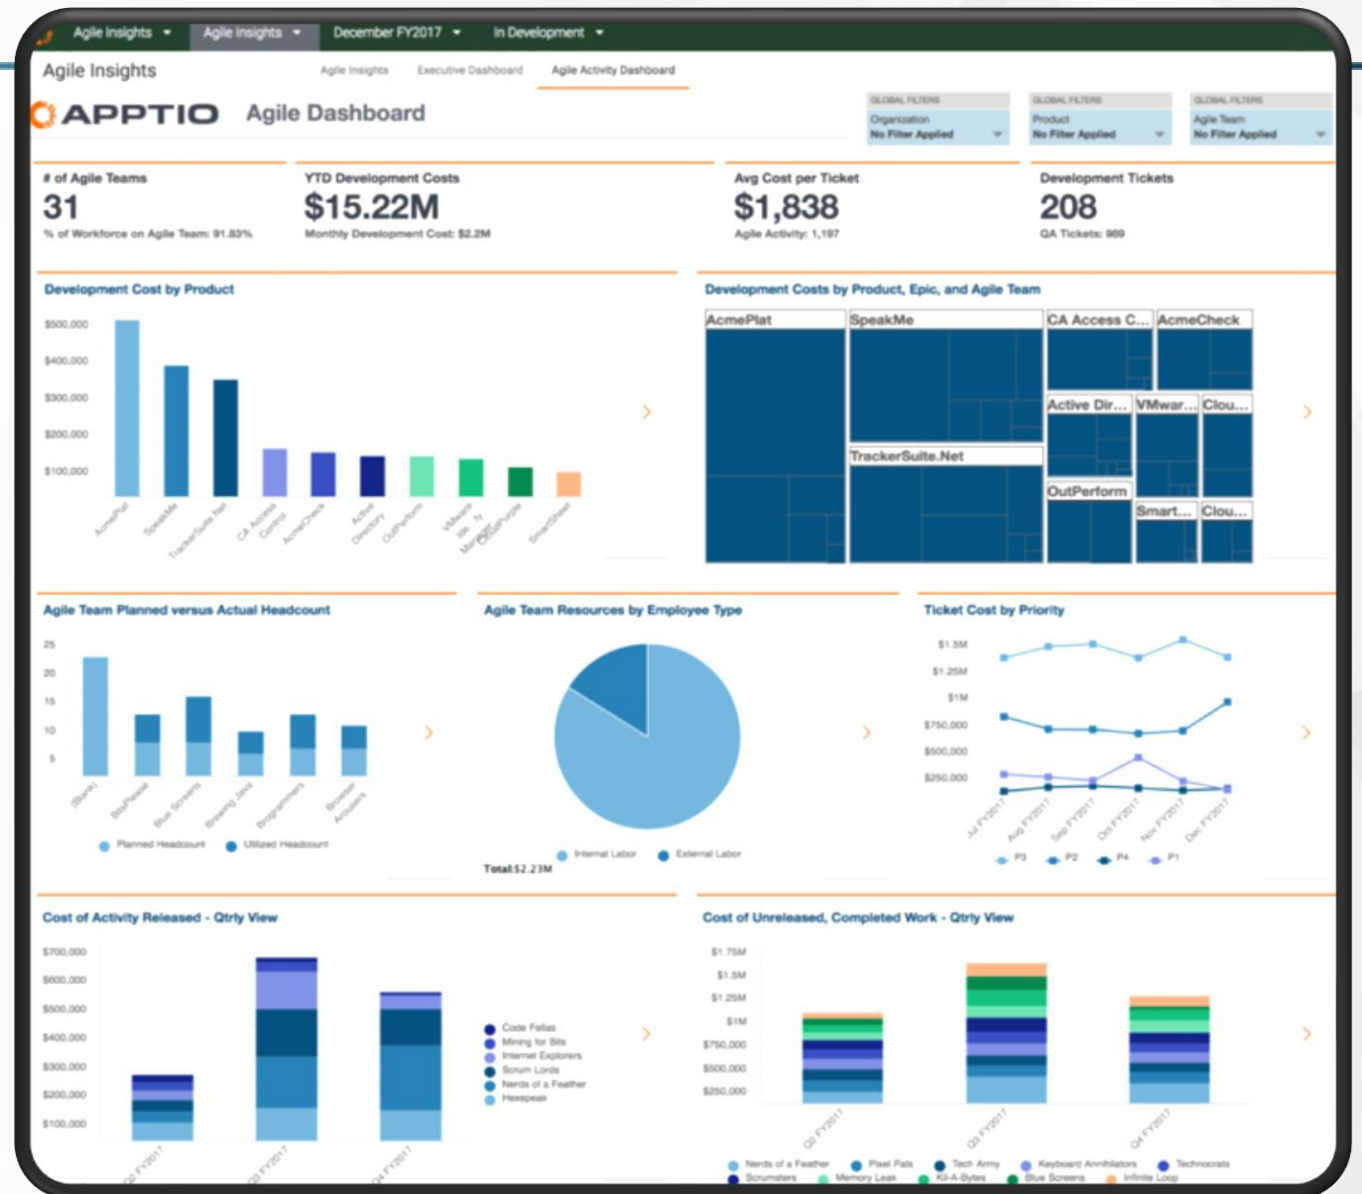 Agile Insights
Agile Insights
December FY2017
In Development
Agile Insights
Agile Insights
Executive Dashboard
Agile Activity Dashboard
APPTIO
Agile Dashboard
GLOBAL FILTERS
Organization
No Filter Applied
GLOBAL FILTERS
Product
No Filter Applied
GLOBAL FILTERS
Agile Team
No Filter Applied
# of Agile Teams
31
% of Workforce on Agile Team: 91.83%
YTD Development Costs
$15.22M
Monthly Development Cost: $2.2M
Avg Cost per Ticket
$1,838
Agile Activity: 1,197
Development Tickets
208
QA Tickets: 989
Development Cost by Product
$500,000
$400,000
$300,000
$200,000
$100,000
AcmePlat
SpeakMe
TrackerSuite.Net
CA Access
Control
AcmeCheck
Active
Directory
OutPerform
VMware
CloudPurple
SmartSheet
Development Costs by Product, Epic, and Agile Team
AcmePlat
SpeakMe
CA Access C...
AcmeCheck
Active Dir...
VMwar...
Clou...
TrackerSuite.Net
OutPerform
Smart...
Clou...
Agile Team Planned versus Actual Headcount
25
20
15
10
5
(Blank)
BitsPlease
Blue Screens
Brewing Java
Brogrammers
Browser
Arousers
Planned Headcount
Utilized Headcount
Agile Team Resources by Employee Type
Internal Labor
External Labor
Total:$2.23M
Ticket Cost by Priority
$1.5M
$1.25M
$1M
$750,000
$500,000
$250,000
Jul FY2017
Aug FY2017
Sep FY2017
Oct FY2017
Nov FY2017
Dec FY2017
P3
P2
P4
P1
Cost of Activity Released - Qtrly View
$700,000
$600,000
$500,000
$400,000
$300,000
$200,000
$100,000
Q2 FY2017
Q3 FY2017
Q4 FY2017
Code Fellas
Mining for Bits
Internet Explorers
Scrum Lords
Nerds of a Feather
Hexspeak
Cost of Unreleased, Completed Work - Qtrly View
$1.75M
$1.5M
$1.25M
$1M
$750,000
$500,000
$250,000
Q2 FY2017
Q3 FY2017
Q4 FY2017
Nerds of a Feather
Pixel Pals
Tech Army
Keyboard Annihilators
Technocrats
Scrumsters
Memory Leak
Kil-A-Bytes
Blue Screens
Infinite Loop